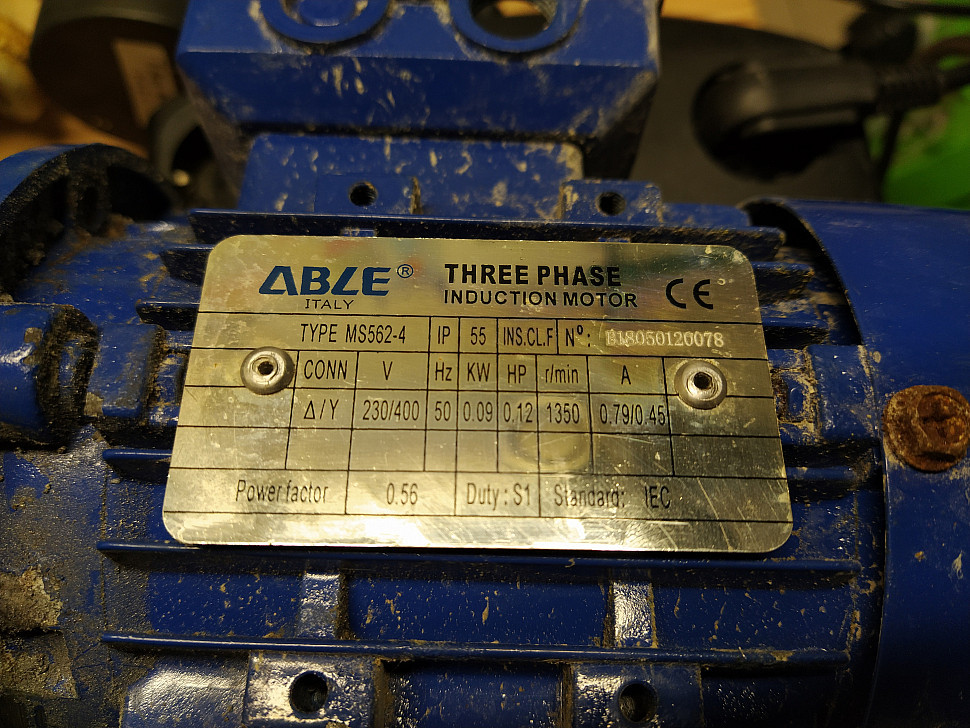 ABLE® THREE PHASE
ITALY INDUCTION MOTOR CE
TYPE MS562-4 IP 55 INS.CL.F Nº: B18050120078
CONN V Hz KW HP r/min A
Δ/Y 230/400 50 0.09 0.12 1350 0.79/0.45
Power factor 0.56 Duty: S1 Standard: IEC